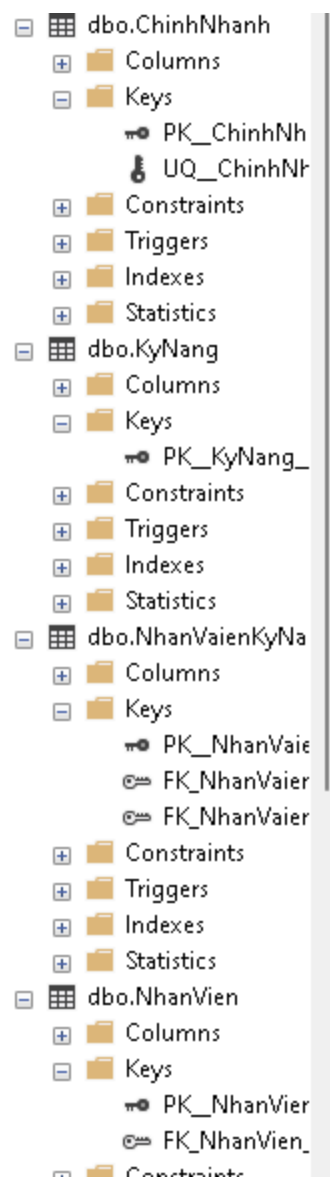 dbo.ChinhNhanh
Columns
Keys
PK__ChinhNh
UQ__ChinhNh
Constraints
Triggers
Indexes
Statistics
dbo.KyNang
Columns
Keys
PK__KyNang_
Constraints
Triggers
Indexes
Statistics
dbo.NhanVaienKyNa
Columns
Keys
PK__NhanVaie
FK_NhanVaien
FK_NhanVaien
Constraints
Triggers
Indexes
Statistics
dbo.NhanVien
Columns
Keys
PK__NhanVien
FK_NhanVien_
Constraints